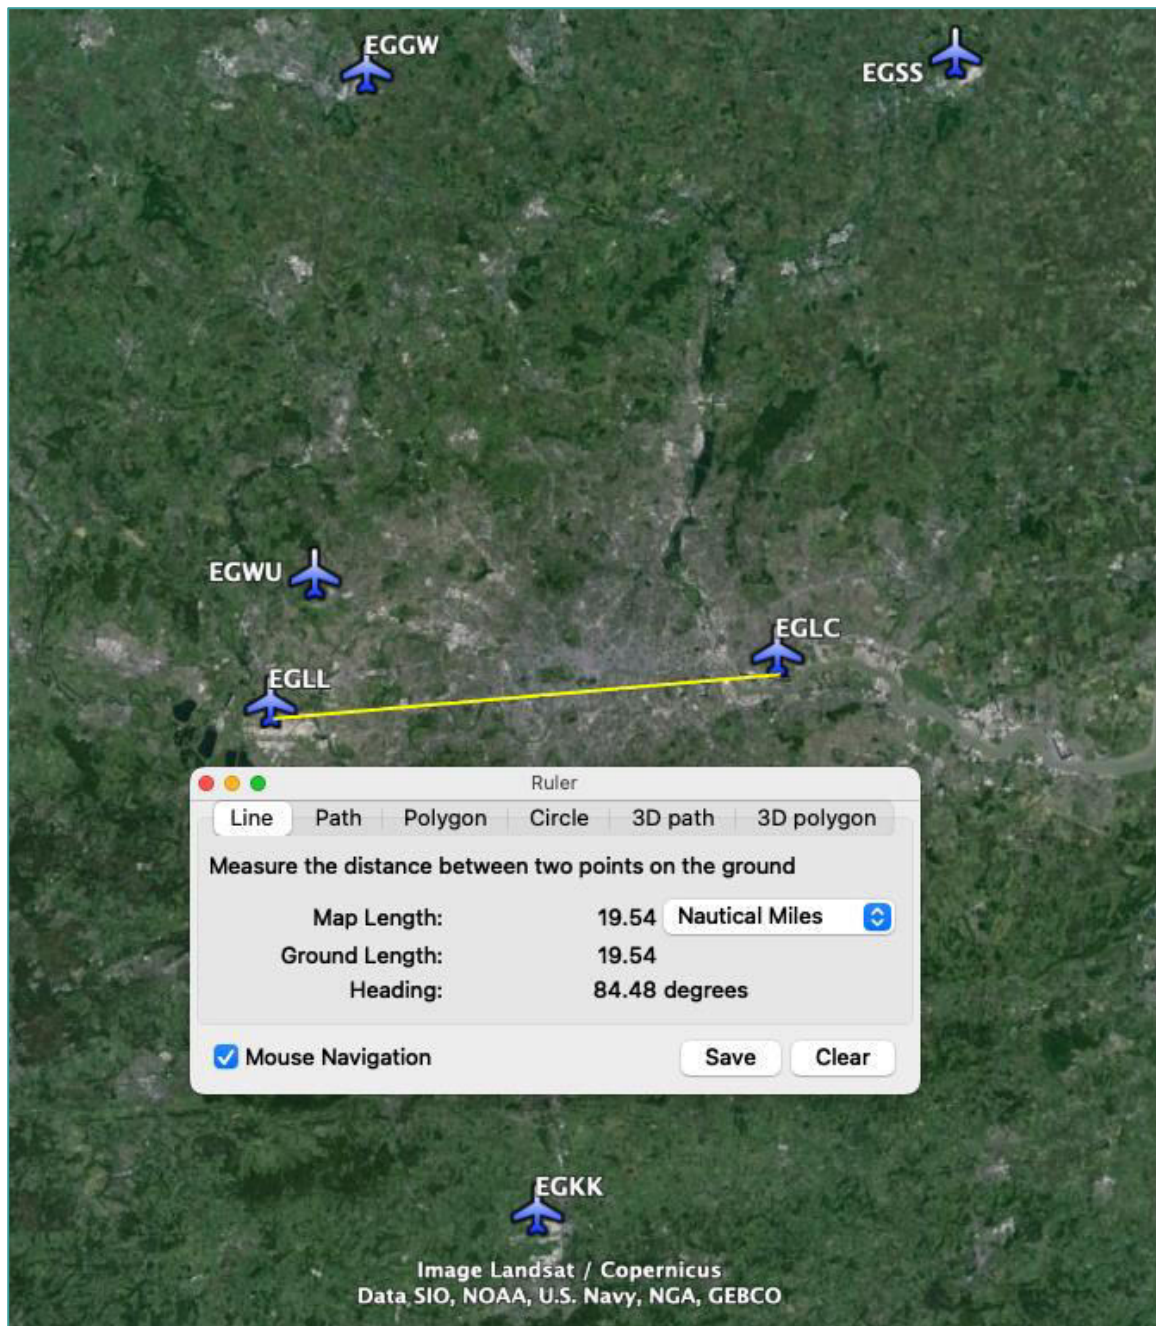 EGGW
EGSS
EGWU
EGLC
EGLL
Ruler
Line Path Polygon Circle 3D path 3D polygon
Measure the distance between two points on the ground
Map Length: 19.54 Nautical Miles
Ground Length: 19.54
Heading: 84.48 degrees
Mouse Navigation Save Clear
EGKK
Image Landsat / Copernicus
Data SIO, NOAA, U.S. Navy, NGA, GEBCO